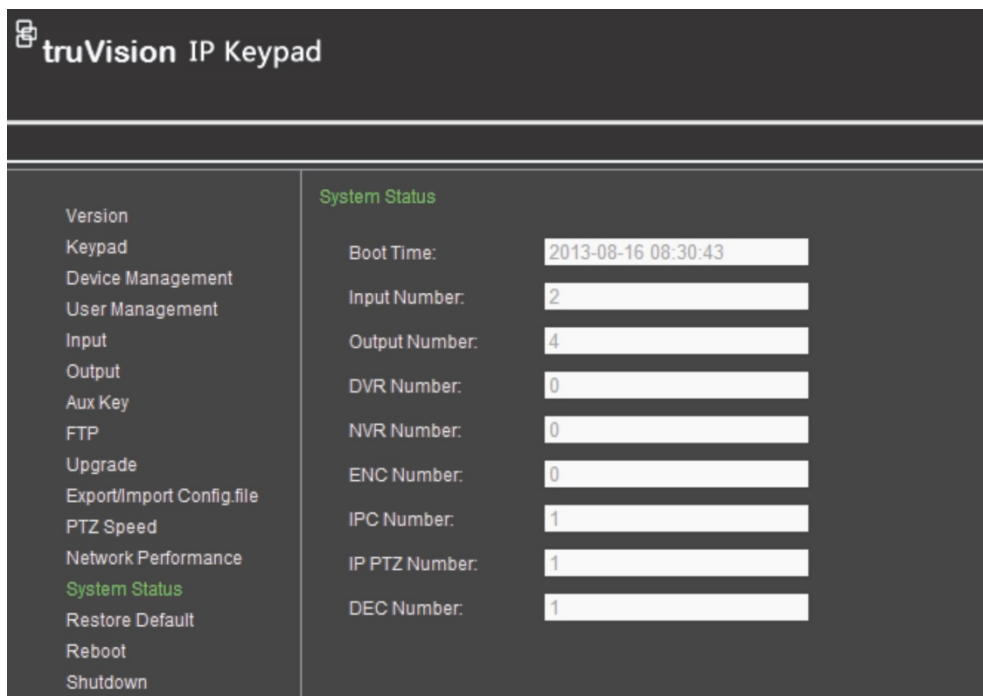 truVision IP Keypad
Version
Keypad
Device Management
User Management
Input
Output
Aux Key
FTP
Upgrade
Export/Import Config.file
PTZ Speed
Network Performance
System Status
Restore Default
Reboot
Shutdown
System Status
Boot Time: 2013-08-16 08:30:43
Input Number: 2
Output Number: 4
DVR Number: 0
NVR Number: 0
ENC Number: 0
IPC Number: 1
IP PTZ Number: 1
DEC Number: 1